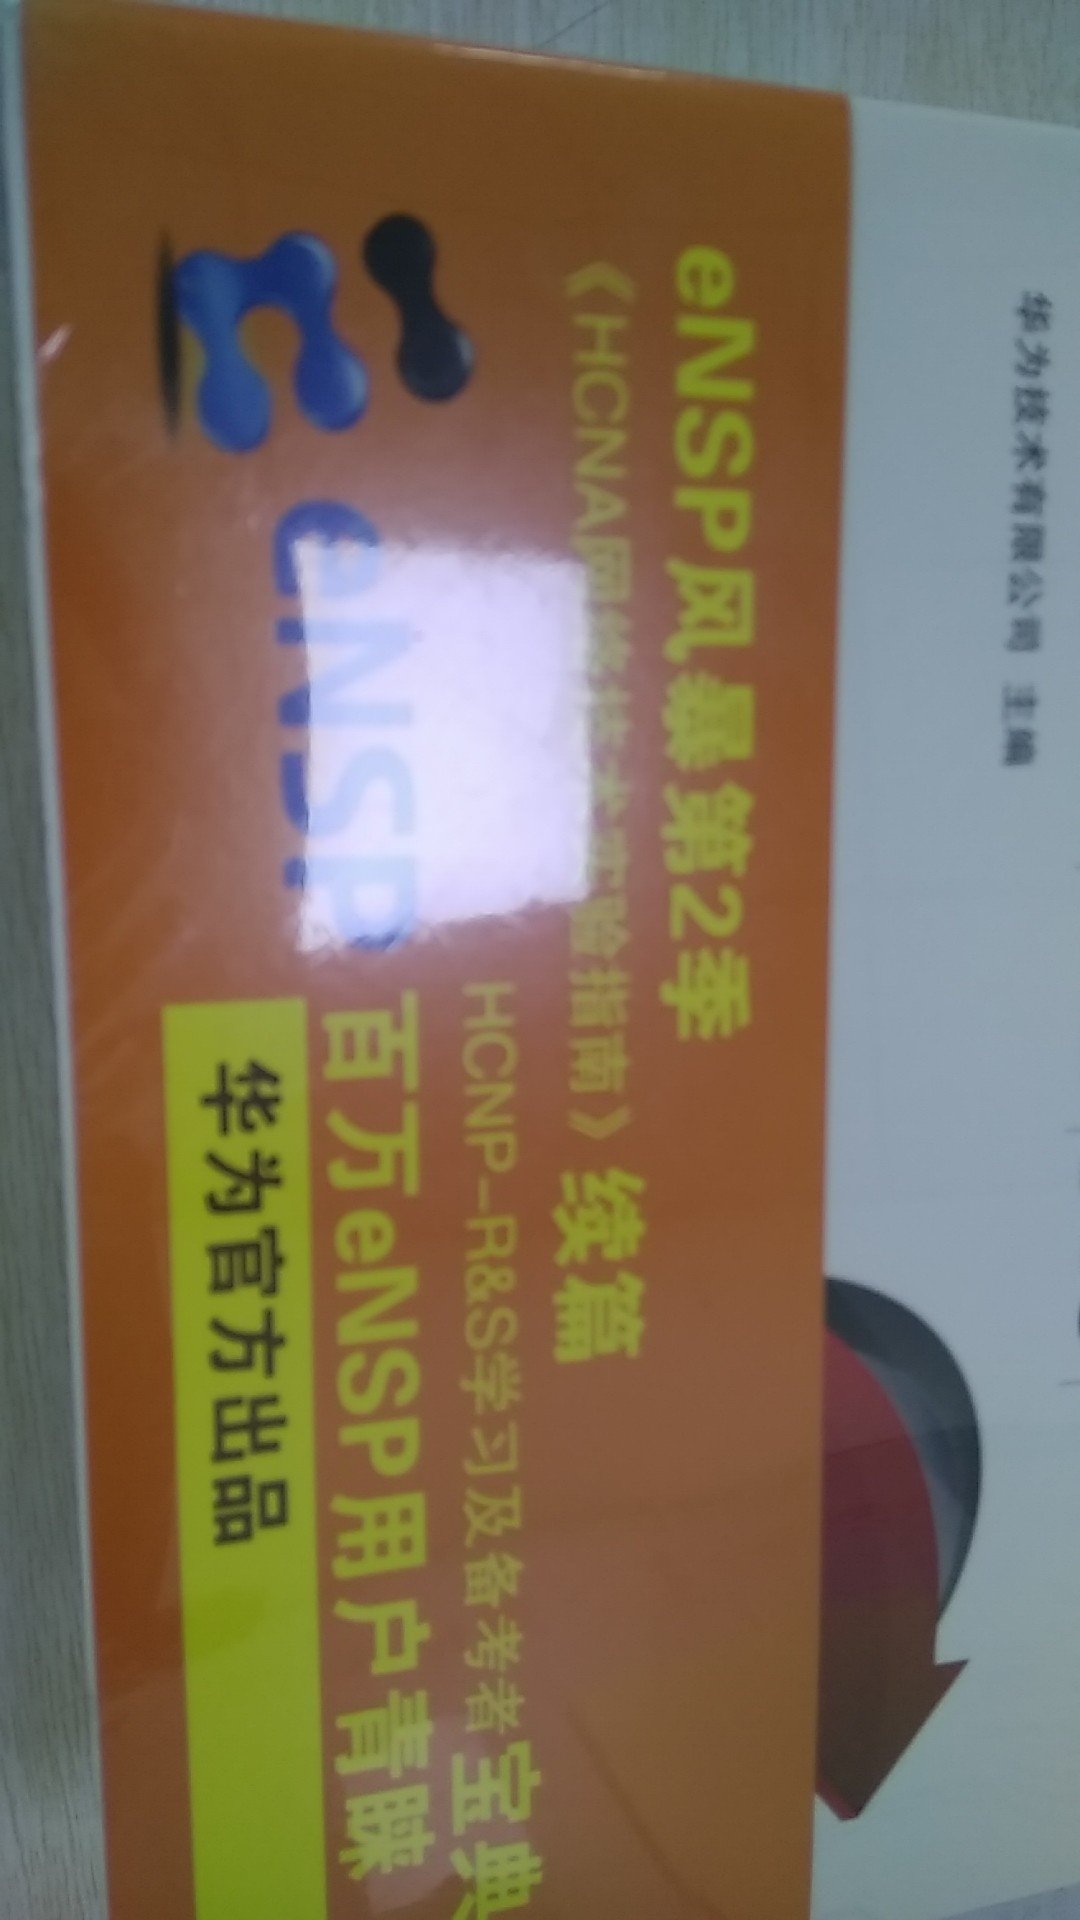 华为技术有限公司 主编
eNSP风暴第2季
《HCNA网络技术实验指南》续篇
HCNP-R&S学习及备考者宝典
eNSP
百万eNSP用户青睐
华为官方出品